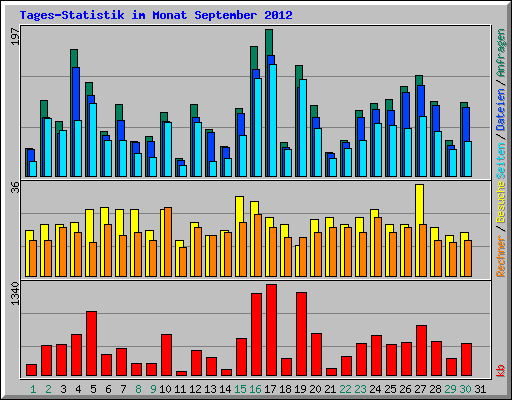 Tages-Statistik im Monat September 2012
197
36
1340
Rechner / Besuche Seiten / Dateien / Anfragen
kb
1 2 3 4 5 6 7 8 9 10 11 12 13 14 15 16 17 18 19 20 21 22 23 24 25 26 27 28 29 30 31